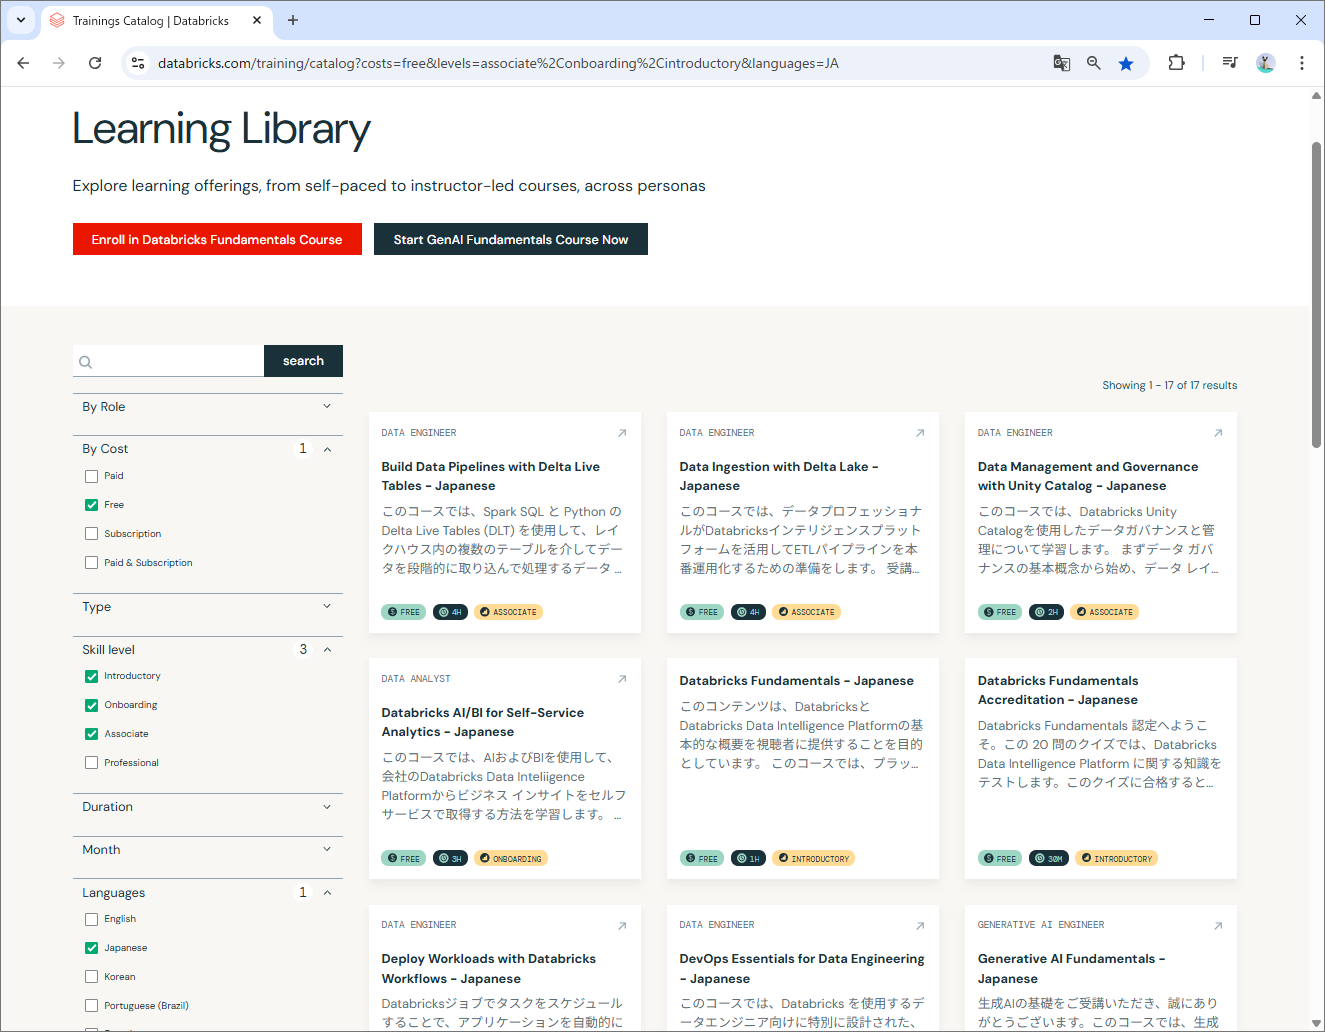 Trainings Catalog | Databricks
databricks.com/training/catalog?costs=free&levels=associate%2Conboarding%2Cintroductory&languages=JA
Learning Library
Explore learning offerings, from self-paced to instructor-led courses, across personas
Enroll in Databricks Fundamentals Course
Start GenAI Fundamentals Course Now
search
By Role
By Cost 1
Paid
Free
Subscription
Paid & Subscription
Type
Skill level 3
Introductory
Onboarding
Associate
Professional
Duration
Month
Languages 1
English
Japanese
Korean
Portuguese (Brazil)
Showing 1 - 17 of 17 results
DATA ENGINEER
Build Data Pipelines with Delta Live
Tables - Japanese
このコースでは、Spark SQL と Python の
Delta Live Tables (DLT) を使用して、レイ
クハウス内の複数のテーブルを介してデー
タを段階的に取り込んで処理するデータ ...
FREE 4H ASSOCIATE
DATA ENGINEER
Data Ingestion with Delta Lake -
Japanese
このコースでは、データプロフェッショナ
ルがDatabricksインテリジェンスプラット
フォームを活用してETLパイプラインを本
番運用化するための準備をします。 受講...
FREE 4H ASSOCIATE
DATA ENGINEER
Data Management and Governance
with Unity Catalog - Japanese
このコースでは、Databricks Unity
Catalogを使用したデータガバナンスと管
理について学習します。 まずデータ ガバ
ナンスの基本概念から始め、データ レイ...
FREE 2H ASSOCIATE
DATA ANALYST
Databricks AI/BI for Self-Service
Analytics - Japanese
このコースでは、AIおよびBIを使用して、
会社のDatabricks Data Inteliigence
Platformからビジネス インサイトをセルフ
サービスで取得する方法を学習します。 ...
FREE 3H ONBOARDING
Databricks Fundamentals - Japanese
このコンテンツは、Databricksと
Databricks Data Intelligence Platformの基
本的な概要を視聴者に提供することを目的
としています。 このコースでは、プラッ...
FREE 1H INTRODUCTORY
Databricks Fundamentals
Accreditation - Japanese
Databricks Fundamentals 認定へようこ
そ。この 20 問のクイズでは、Databricks
Data Intelligence Platform に関する知識を
テストします。このクイズに合格すると...
FREE 30M INTRODUCTORY
DATA ENGINEER
Deploy Workloads with Databricks
Workflows - Japanese
Databricksジョブでタスクをスケジュール
することで、アプリケーションを自動的に
DATA ENGINEER
DevOps Essentials for Data Engineering
- Japanese
このコースでは、Databricks を使用するデ
ータエンジニア向けに特別に設計された、
GENERATIVE AI ENGINEER
Generative AI Fundamentals -
Japanese
生成AIの基礎をご受講いただき、誠にあり
がとうございます。このコースでは、生成